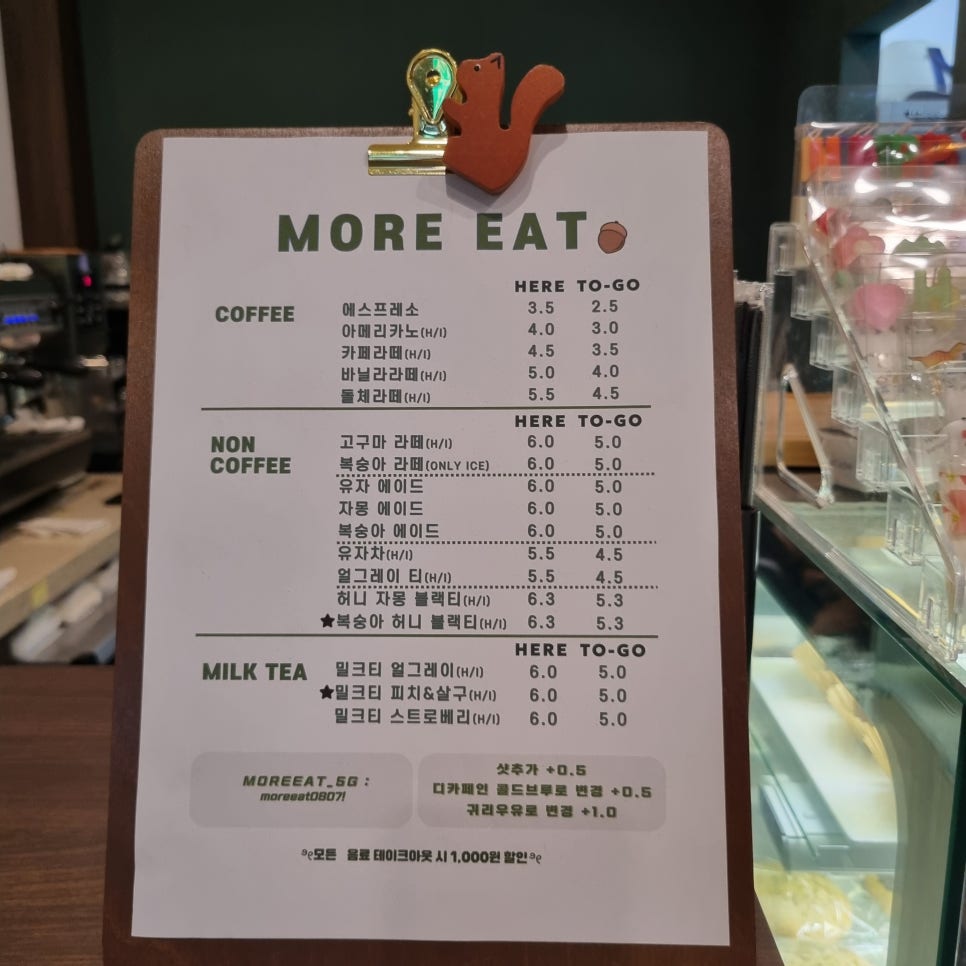 MORE EAT
HERE TO-GO
COFFEE 에스프레소 3.5 2.5
아메리카노(H/I) 4.0 3.0
카페라떼(H/I) 4.5 3.5
바닐라라떼(H/I) 5.0 4.0
돌체라떼(H/I) 5.5 4.5
HERE TO-GO
NON COFFEE 고구마 라떼(H/I) 6.0 5.0
복숭아 라떼(ONLY ICE) 6.0 5.0
유자 에이드 6.0 5.0
자몽 에이드 6.0 5.0
복숭아 에이드 6.0 5.0
유자차(H/I) 5.5 4.5
얼그레이 티(H/I) 5.5 4.5
허니 자몽 블랙티(H/I) 6.3 5.3
★복숭아 허니 블랙티(H/I) 6.3 5.3
HERE TO-GO
MILK TEA 밀크티 얼그레이(H/I) 6.0 5.0
★밀크티 피치&살구(H/I) 6.0 5.0
밀크티 스트로베리(H/I) 6.0 5.0
MOREEAT_5G :
moreeat0807!
샷추가 +0.5
디카페인 콜드브루로 변경 +0.5
귀리우유로 변경 +1.0
모든 음료 테이크아웃 시 1,000원 할인